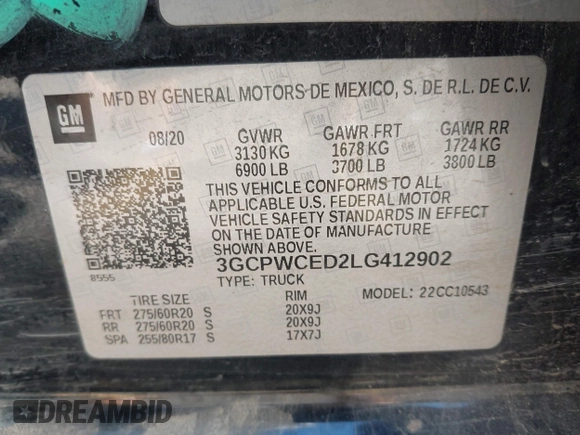 GM
MFD BY GENERAL MOTORS DE MEXICO, S. DE R.L. DE C.V.
08/20 GVWR GAWR FRT GAWR RR
3130 KG 1678 KG 1724 KG
6900 LB 3700 LB 3800 LB
THIS VEHICLE CONFORMS TO ALL
APPLICABLE U.S. FEDERAL MOTOR
VEHICLE SAFETY STANDARDS IN EFFECT
ON THE DATE OF MANUFACTURE
SHOWN ABOVE.
8555
3GCPWCED2LG412902
TYPE: TRUCK MODEL: 22CC10543
TIRE SIZE RIM
FRT 275/60R20 S 20X9J
RR 275/60R20 S 20X9J
SPA 255/80R17 S 17X7J
DREAMBID